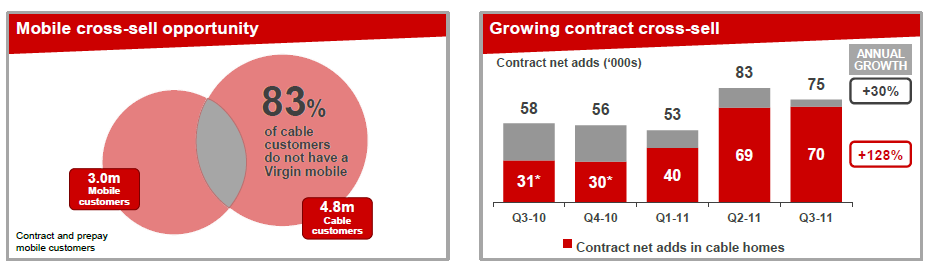 Mobile cross-sell opportunity
83%
of cable
customers
do not have a
Virgin mobile
3.0m
Mobile
customers
4.8m
Cable
customers
Contract and prepay
mobile customers
Growing contract cross-sell
Contract net adds (‘000s)
ANNUAL
GROWTH
58
56
53
83
75
+30%
31*
30*
40
69
70
+128%
Q3-10
Q4-10
Q1-11
Q2-11
Q3-11
Contract net adds in cable homes